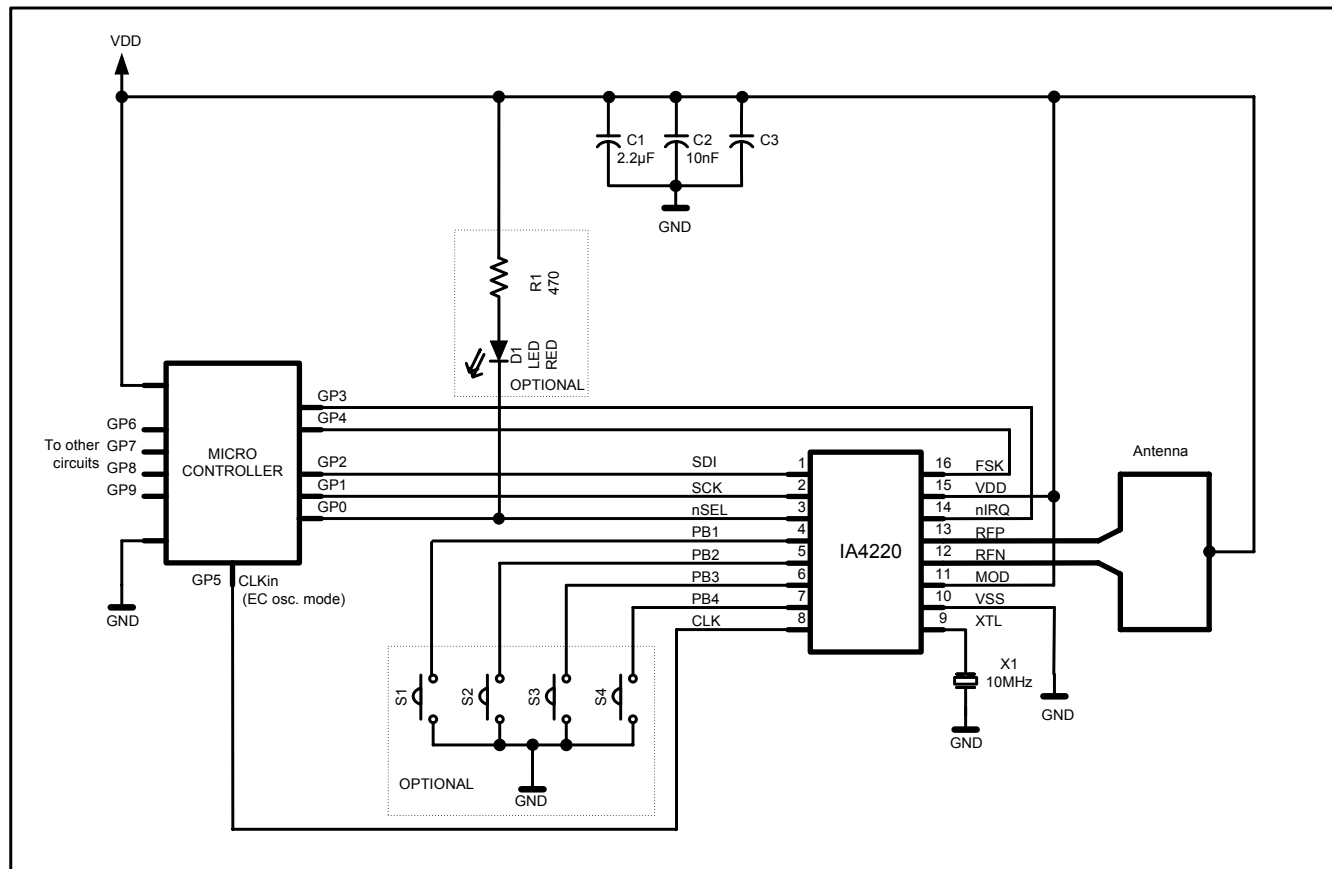 VDD
C1
2.2µF
C2
10nF
C3
GND
R1
470
D1
LED
RED
OPTIONAL
GP3
GP4
GP6
To other
circuits
GP7
GP8
GP9
MICRO
CONTROLLER
GP2
GP1
GP0
SDI
SCK
nSEL
PB1
PB2
PB3
PB4
CLK
1
2
3
4
5
6
7
8
IA4220
16
15
14
13
12
11
10
9
FSK
VDD
nIRQ
RFP
RFN
MOD
VSS
XTL
Antenna
GP5
CLKin
(EC osc. mode)
GND
S1
S2
S3
S4
OPTIONAL
GND
X1
10MHz
GND
GND